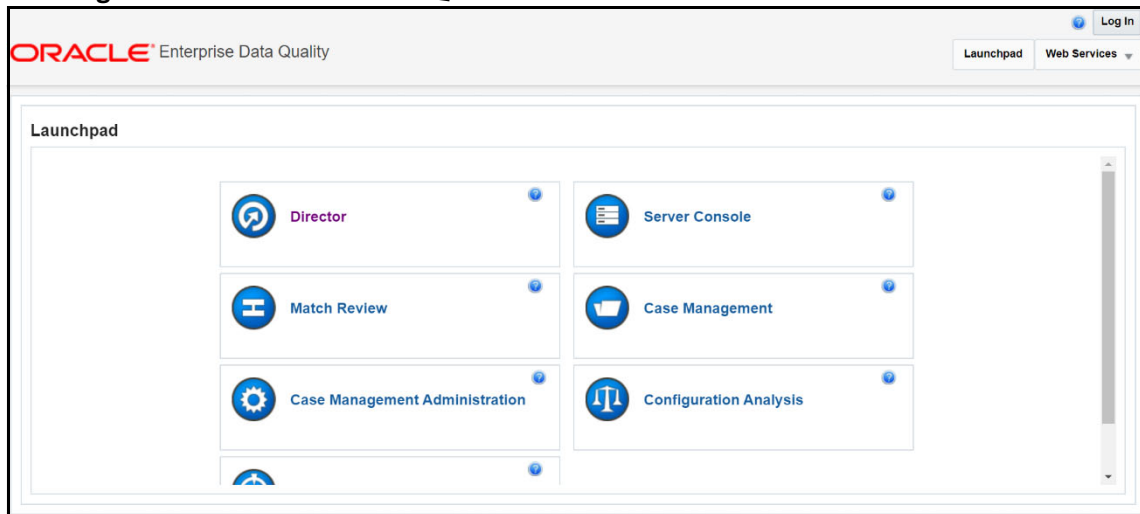 Log In
ORACLE Enterprise Data Quality
Launchpad Web Services
Launchpad
Director
Server Console
Match Review
Case Management
Case Management Administration
Configuration Analysis